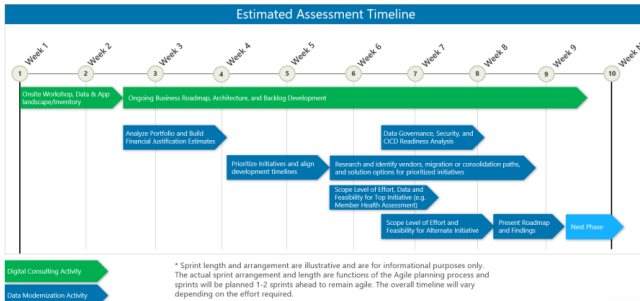 Estimated Assessment Timeline
Week 1
Week 2
Week 3
Week 4
Week 5
Week 6
Week 7
Week 8
Week 9
Week N
1
2
3
4
5
6
7
8
9
10
Onsite Workshop, Data & App
landscape/Inventory
Ongoing Business Roadmap, Architecture, and Backlog Development
Analyze Portfolio and Build
Financial Justification Estimates
Data Governance, Security, and
CICD Readiness Analysis
Prioritize Initiatives and align
development timelines
Research and identify vendors, migration or consolidation paths,
and solution options for prioritized initiatives
Scope Level of Effort, Data and
Feasibility for Top Initiative (e.g.
Member Health Assessment)
Scope Level of Effort and
Feasibility for Alternate Initiative
Present Roadmap
and Findings
Next Phase
Digital Consulting Activity
Data Modernization Activity
* Sprint length and arrangement are illustrative and are for informational purposes only.
The actual sprint arrangement and length are functions of the Agile planning process and
sprints will be planned 1-2 sprints ahead to remain agile. The overall timeline will vary
depending on the effort required.